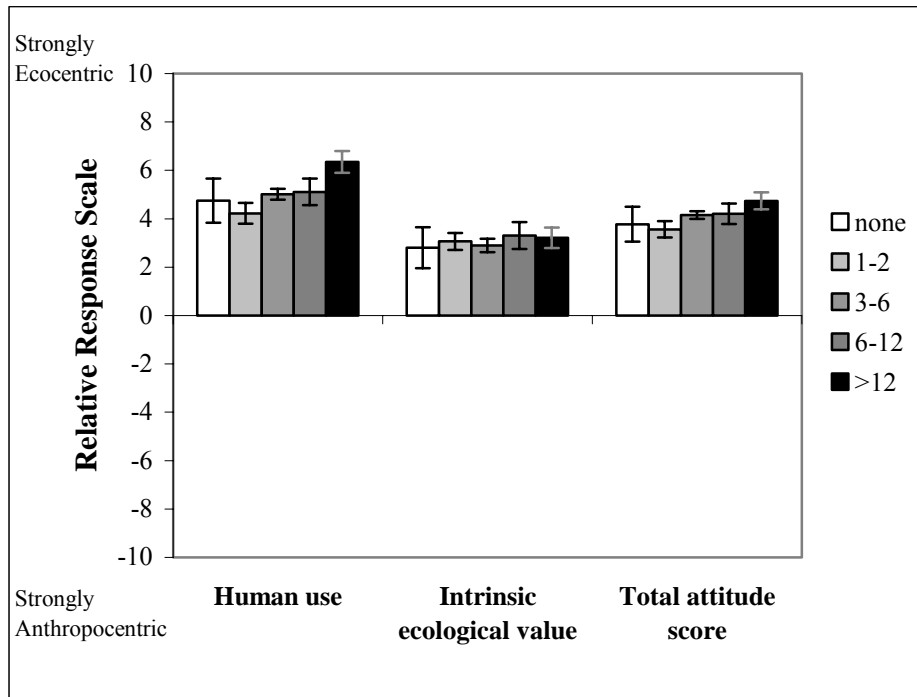 Strongly
Ecocentric
10
8
6
4
2
0
-2
-4
-6
-8
-10
Relative Response Scale
Strongly
Anthropocentric
Human use
Intrinsic
ecological value
Total attitude
score
none
1-2
3-6
6-12
>12